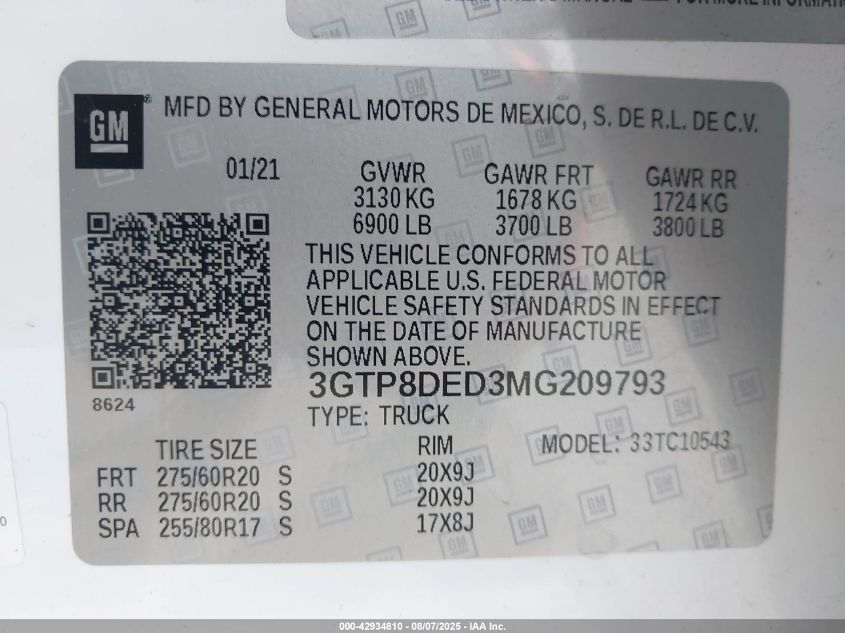 FOR MORE INFORMATION
GM
® MFD BY GENERAL MOTORS DE MEXICO, S. DE R.L. DE C.V.
01/21 GVWR GAWR FRT GAWR RR
3130 KG 1678 KG 1724 KG
6900 LB 3700 LB 3800 LB
THIS VEHICLE CONFORMS TO ALL
APPLICABLE U.S. FEDERAL MOTOR
VEHICLE SAFETY STANDARDS IN EFFECT
ON THE DATE OF MANUFACTURE
SHOWN ABOVE.
3GTP8DED3MG209793
8624
TYPE: TRUCK
TIRE SIZE RIM MODEL: 33TC10543
FRT 275/60R20 S 20X9J
RR 275/60R20 S 20X9J
SPA 255/80R17 S 17X8J
000-42934810 - 08/07/2025 - IAA Inc.